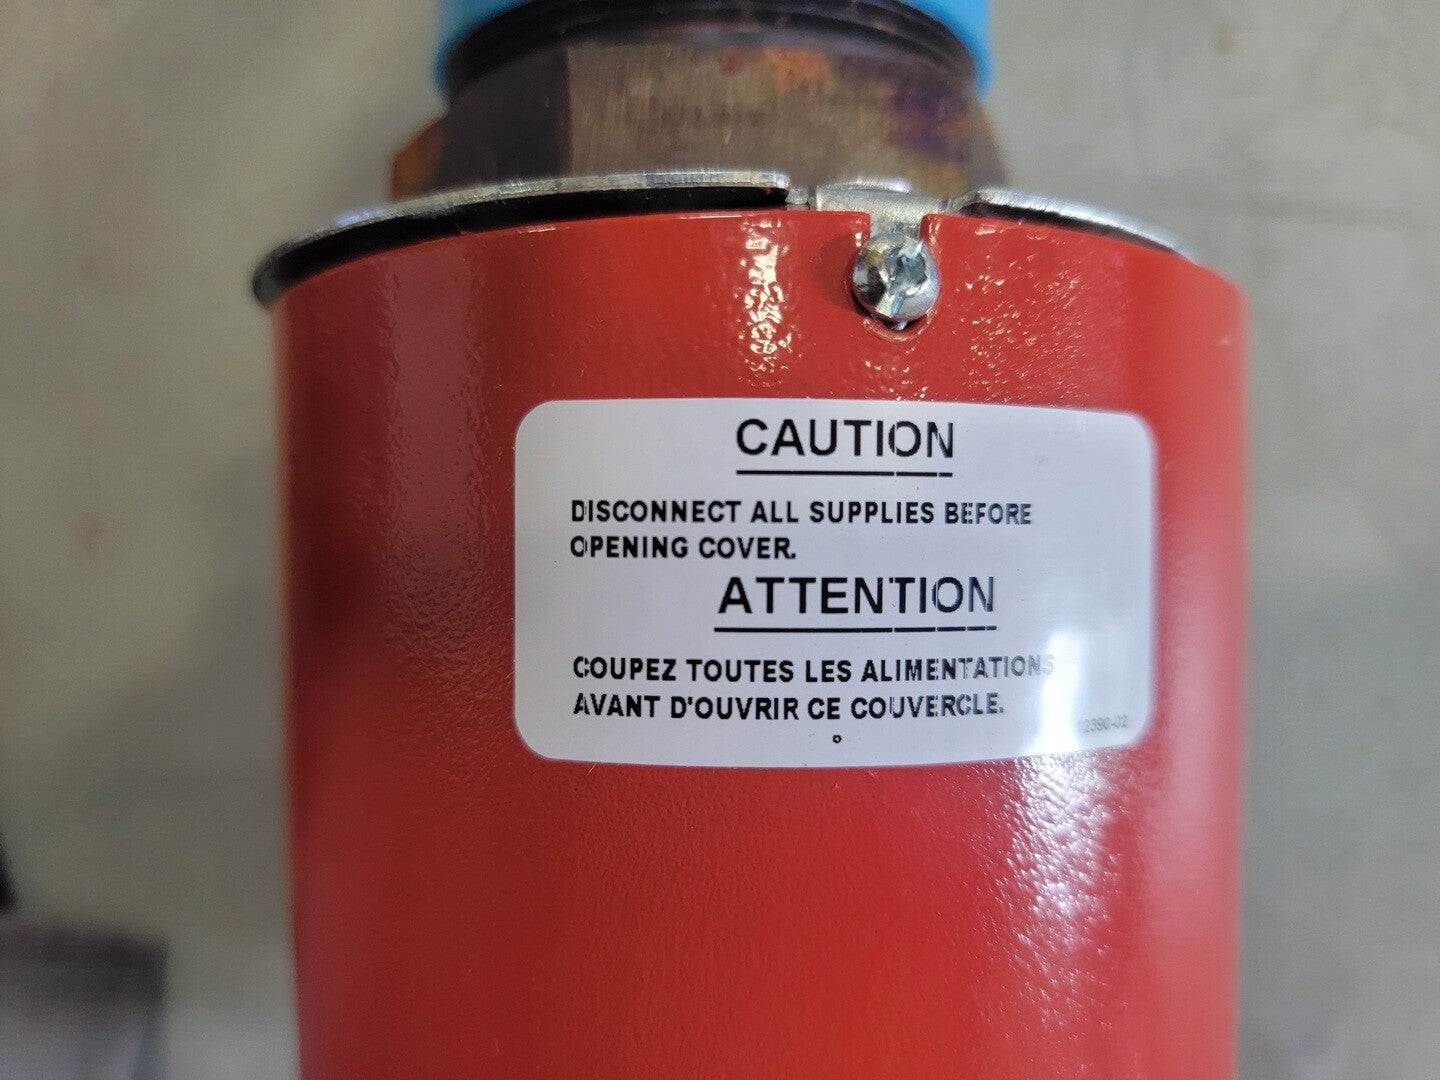 CAUTION
DISCONNECT ALL SUPPLIES BEFORE
OPENING COVER.
ATTENTION
COUPEZ TOUTES LES ALIMENTATIONS
AVANT D'OUVRIR CE COUVERCLE.